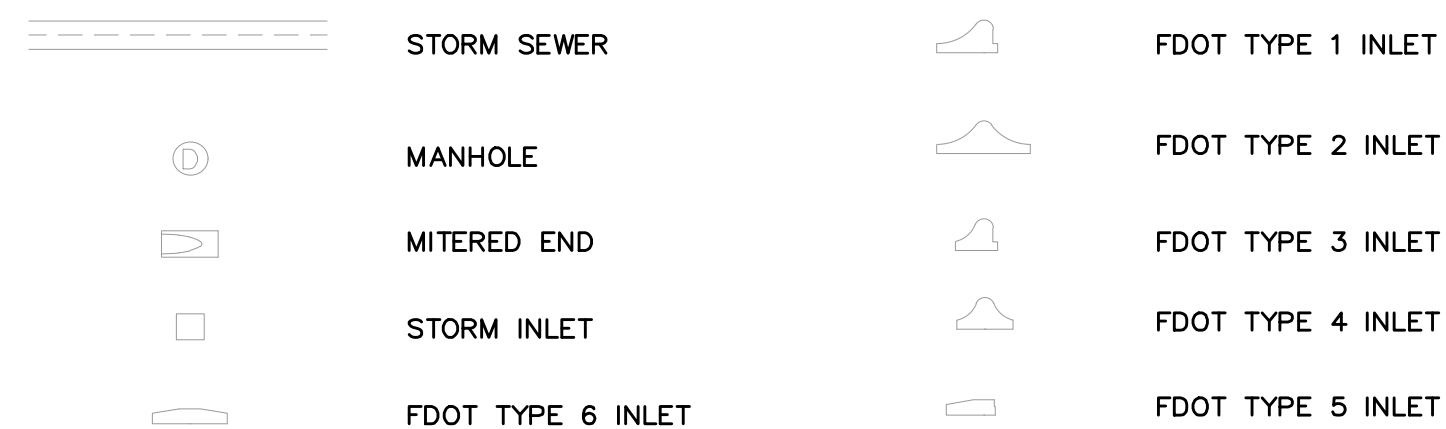 STORM SEWER
D
MANHOLE
MITERED END
STORM INLET
FDOT TYPE 6 INLET
FDOT TYPE 1 INLET
FDOT TYPE 2 INLET
FDOT TYPE 3 INLET
FDOT TYPE 4 INLET
FDOT TYPE 5 INLET